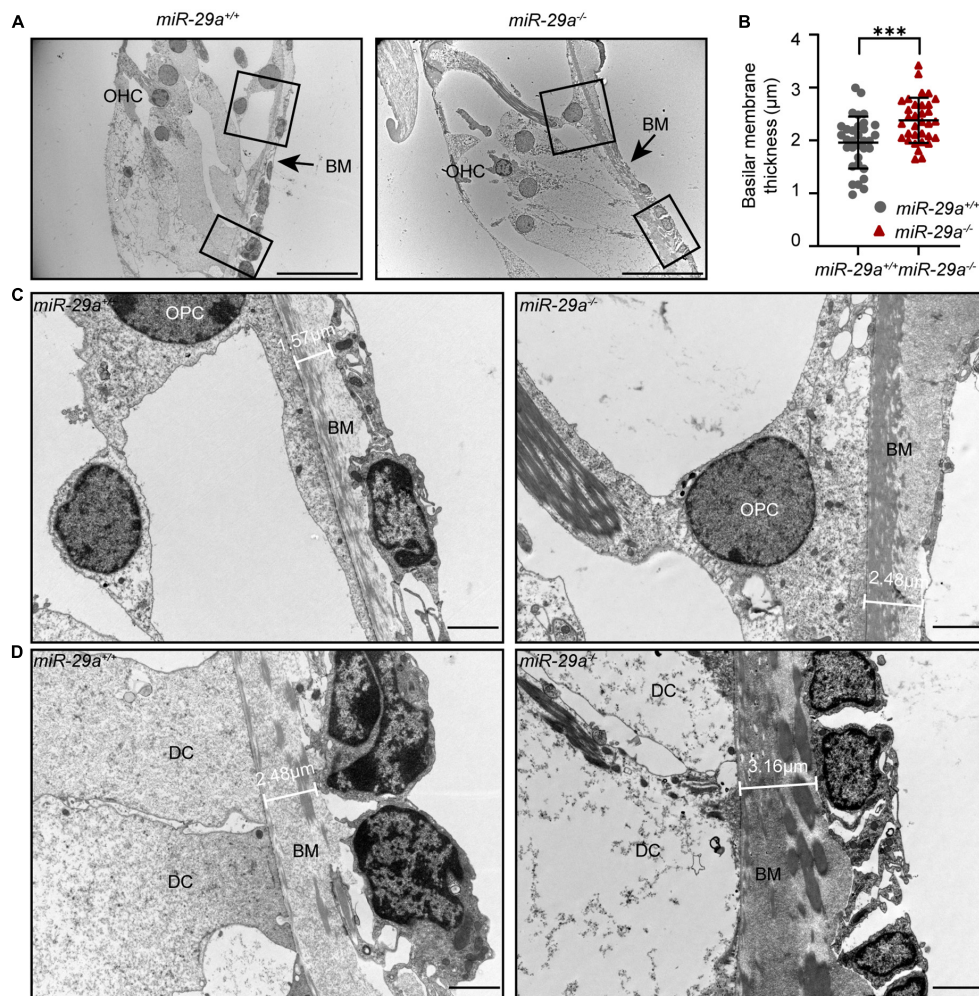 A
miR-29a+/+
miR-29a-/-
B
OHC
BM
OHC
BM
***
4
3
2
1
0
Basilar membrane
thickness (µm)
miR-29a+/+
miR-29a-/-
miR-29a+/+ miR-29a-/-
C
miR-29a+/+
OPC
1.57µm
BM
miR-29a-/-
OPC
BM
2.48µm
D
miR-29a+/+
DC
2.48µm
DC
BM
miR-29a-/-
DC
3.16µm
DC
BM